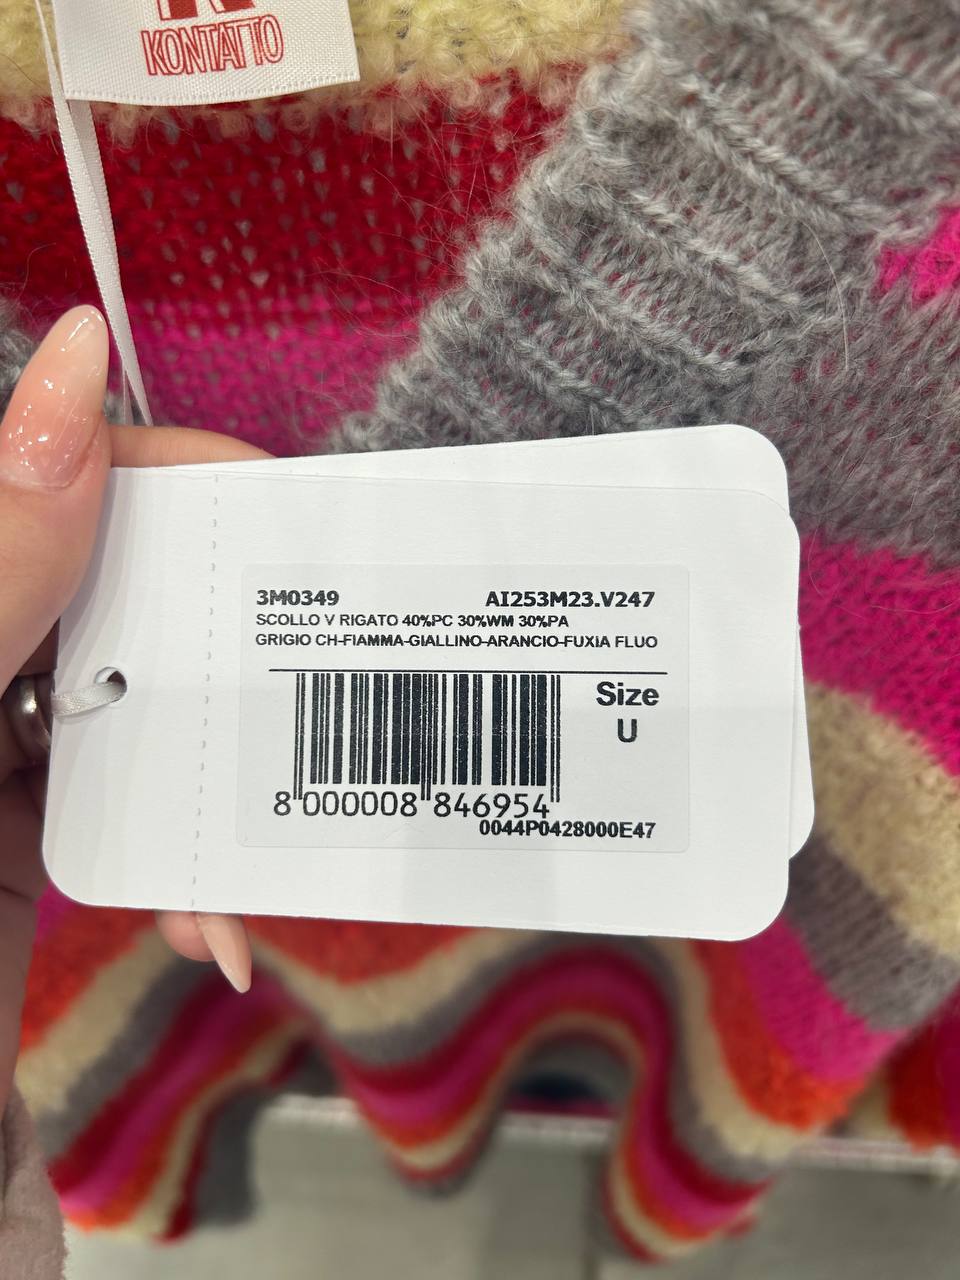 KONTATTO
3M0349 AI253M23.V247
SCOLLO V RIGATO 40%PC 30%WM 30%PA
GRIGIO CH-FIAMMA-GIALLINO-ARANCIO-FUXIA FLUO
Size
U
8 000008 846954
0044P0428000E47